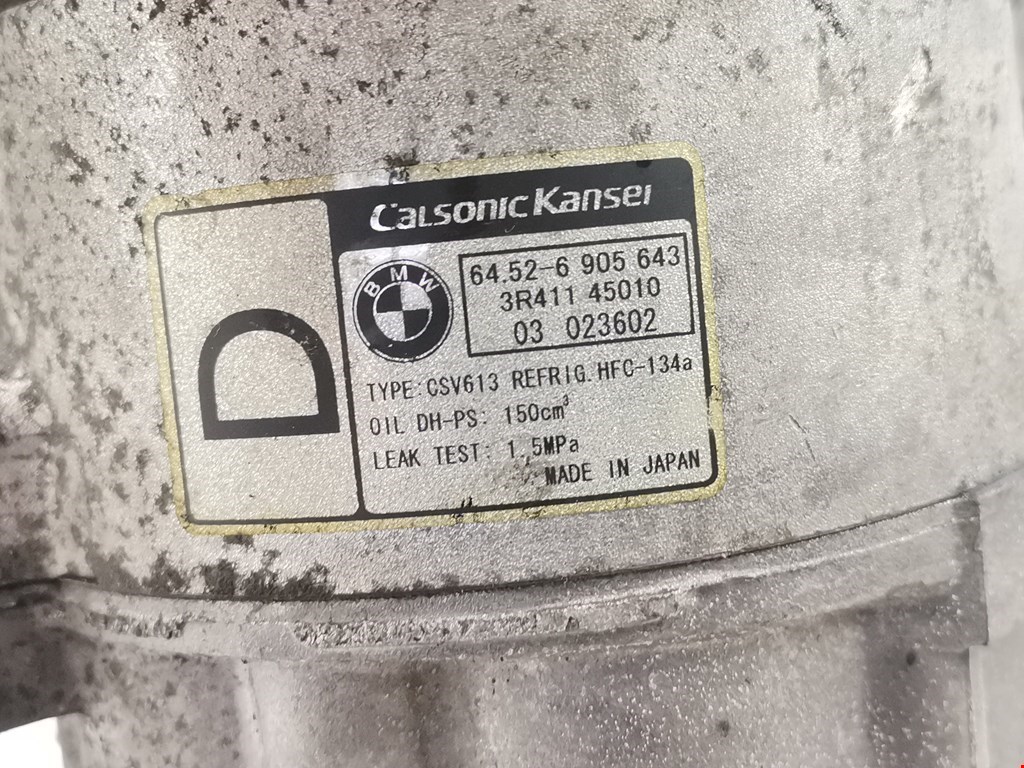 CalsonicKansei
D
BMW
64.52-6 905 643
3R411 45010
03 023602
TYPE:CSV613 REFRIG.HFC-134a
OIL DH-PS: 150cm³
LEAK TEST: 1.5MPa
MADE IN JAPAN